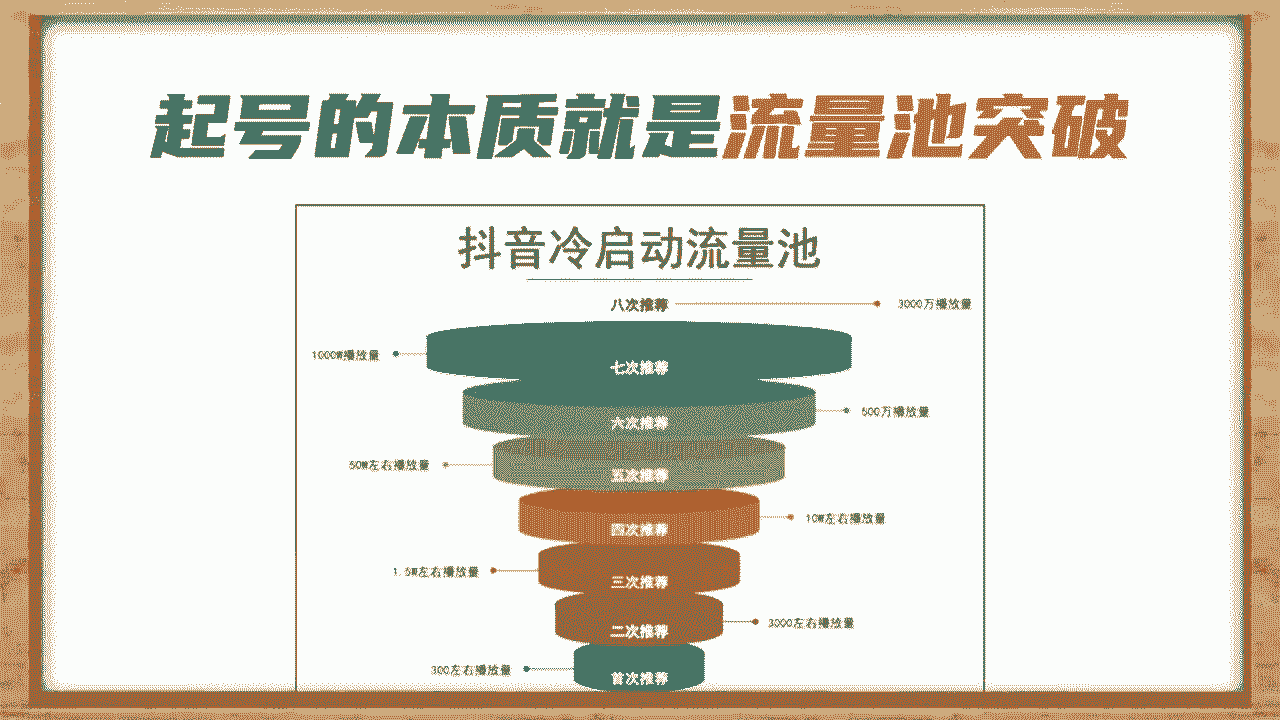 起号的本质就是流量池突破
抖音冷启动流量池
八次推荐 3000万播放量
1000W播放量 七次推荐
六次推荐 500万播放量
50W左右播放量 五次推荐
四次推荐 10W左右播放量
1.5W左右播放量 三次推荐
二次推荐 3000左右播放量
300左右播放量 首次推荐